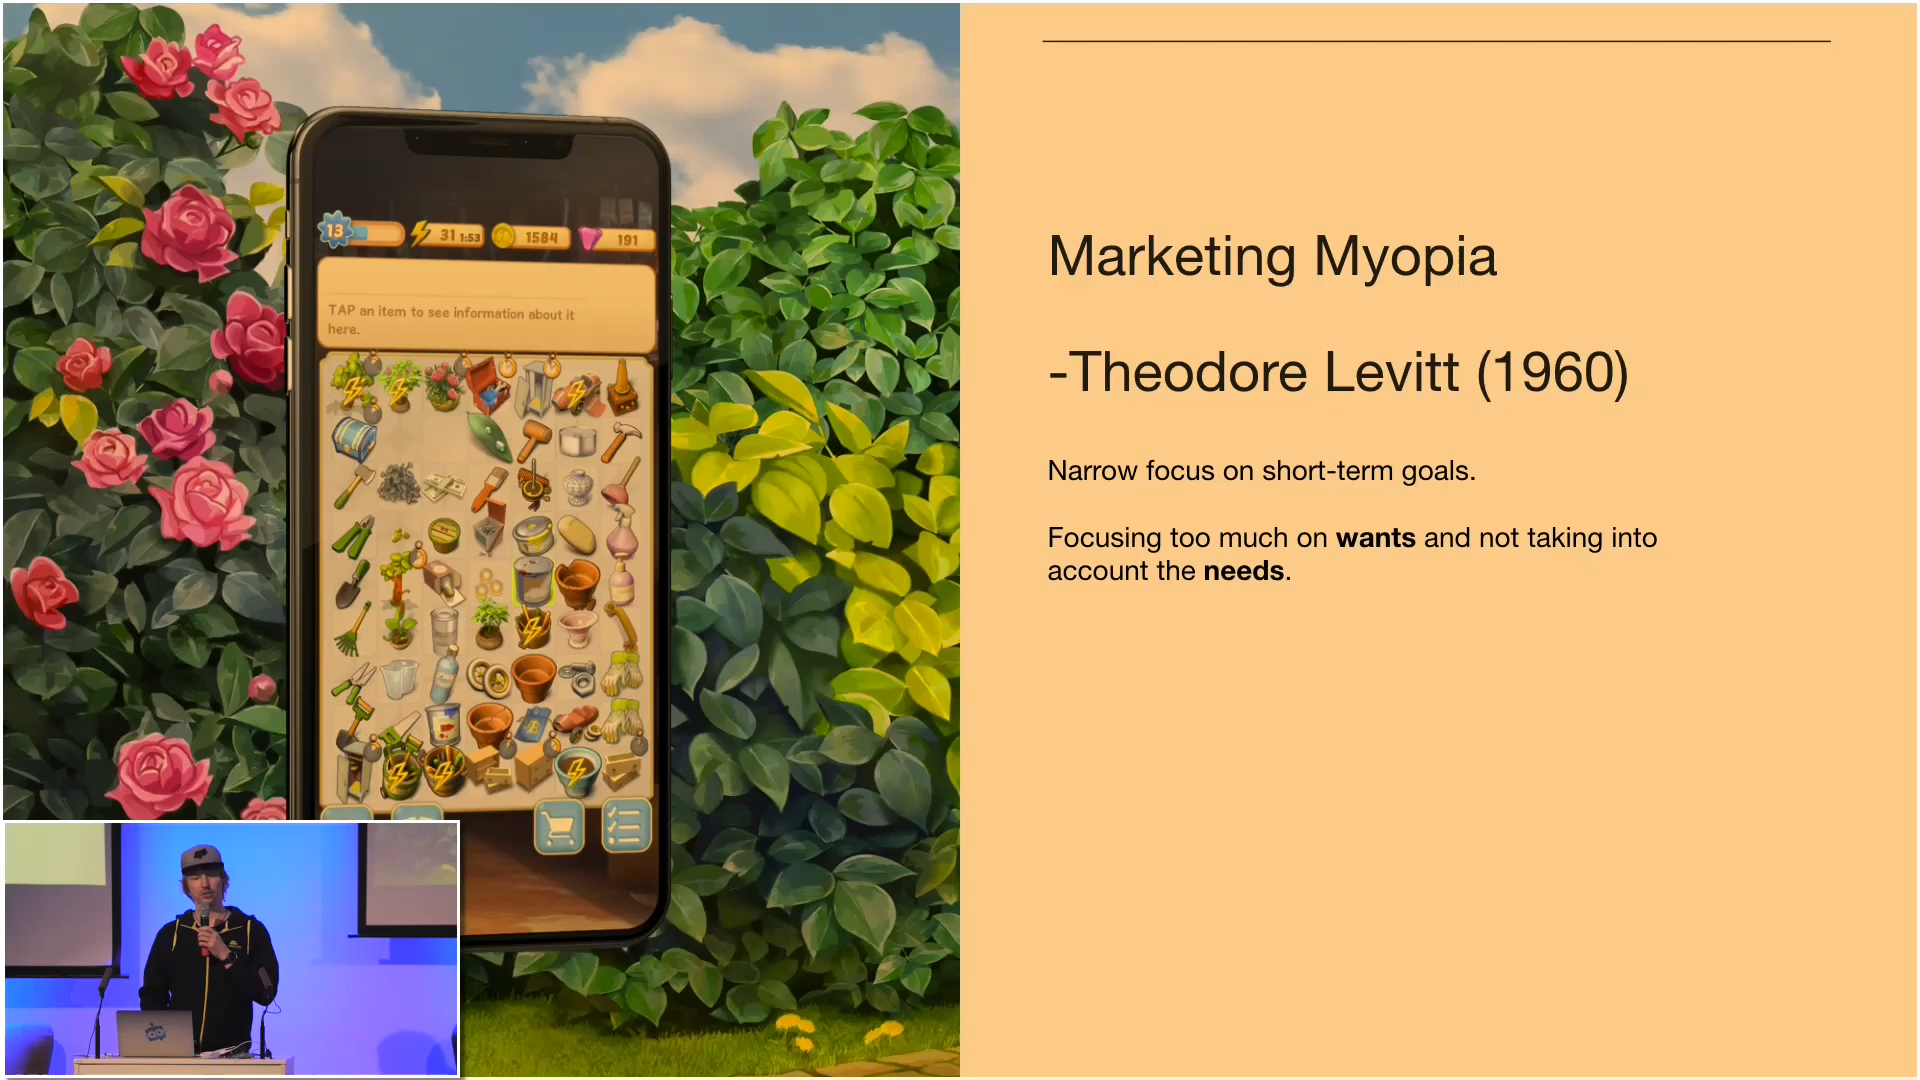 13
31 1:53
1584
191
TAP an item to see information about it
here.
Marketing Myopia
-Theodore Levitt (1960)
Narrow focus on short-term goals.
Focusing too much on wants and not taking into
account the needs.